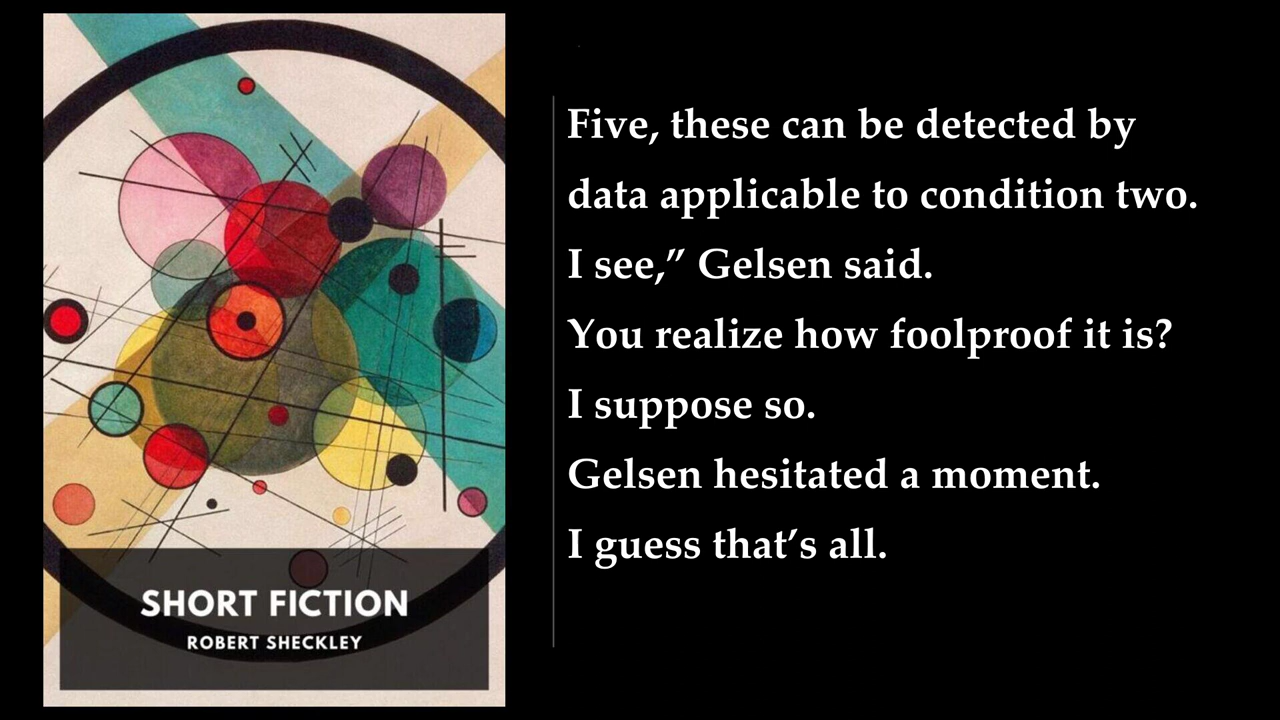 SHORT FICTION
ROBERT SHECKLEY
Five, these can be detected by
data applicable to condition two.
I see,” Gelsen said.
You realize how foolproof it is?
I suppose so.
Gelsen hesitated a moment.
I guess that’s all.